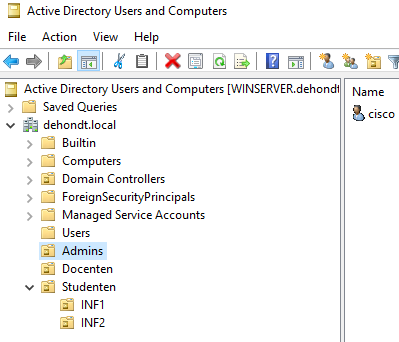 Active Directory Users and Computers
File Action View Help
Active Directory Users and Computers [WINSERVER.dehondt
Name
Saved Queries
cisco
dehondt.local
Builtin
Computers
Domain Controllers
ForeignSecurityPrincipals
Managed Service Accounts
Users
Admins
Docenten
Studenten
INF1
INF2